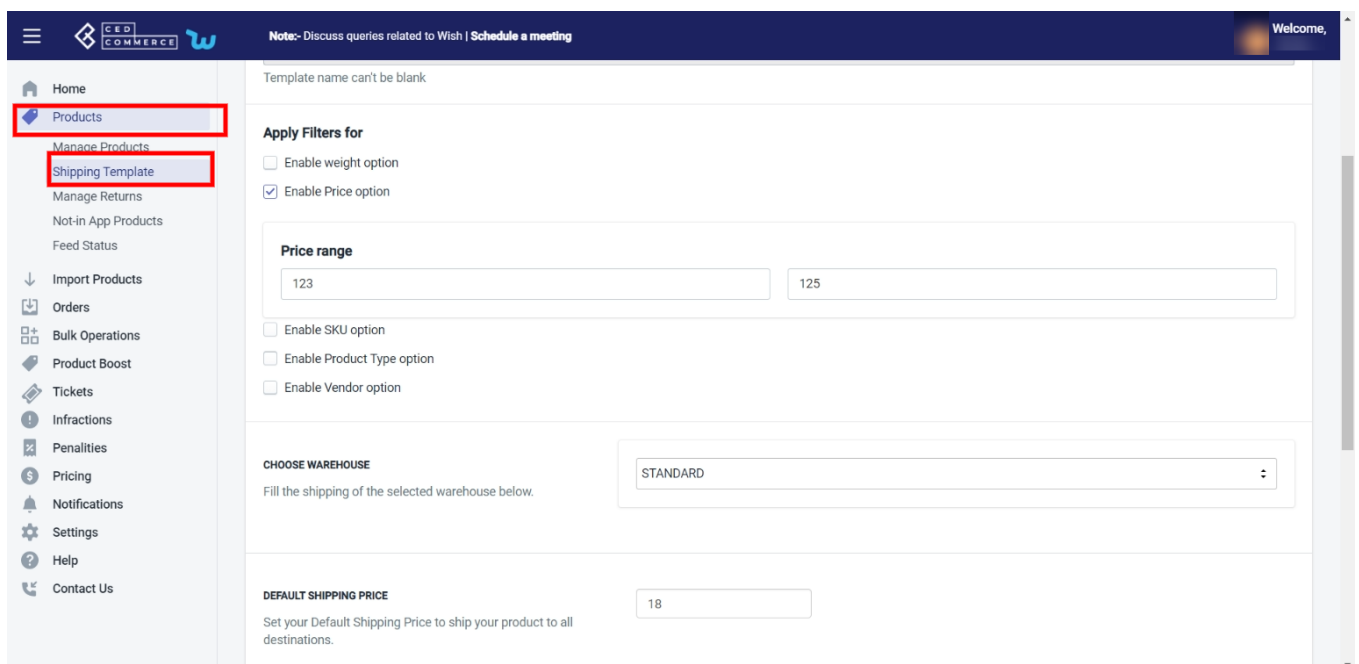 CED
COMMERCE
Note:- Discuss queries related to Wish | Schedule a meeting
Welcome,
Home
Products
Manage Products
Shipping Template
Manage Returns
Not-in App Products
Feed Status
Import Products
Orders
Bulk Operations
Product Boost
Tickets
Infractions
Penalities
Pricing
Notifications
Settings
Help
Contact Us
Template name can't be blank
Apply Filters for
Enable weight option
Enable Price option
Price range
123
125
Enable SKU option
Enable Product Type option
Enable Vendor option
CHOOSE WAREHOUSE
Fill the shipping of the selected warehouse below.
STANDARD
DEFAULT SHIPPING PRICE
Set your Default Shipping Price to ship your product to all
destinations.
18